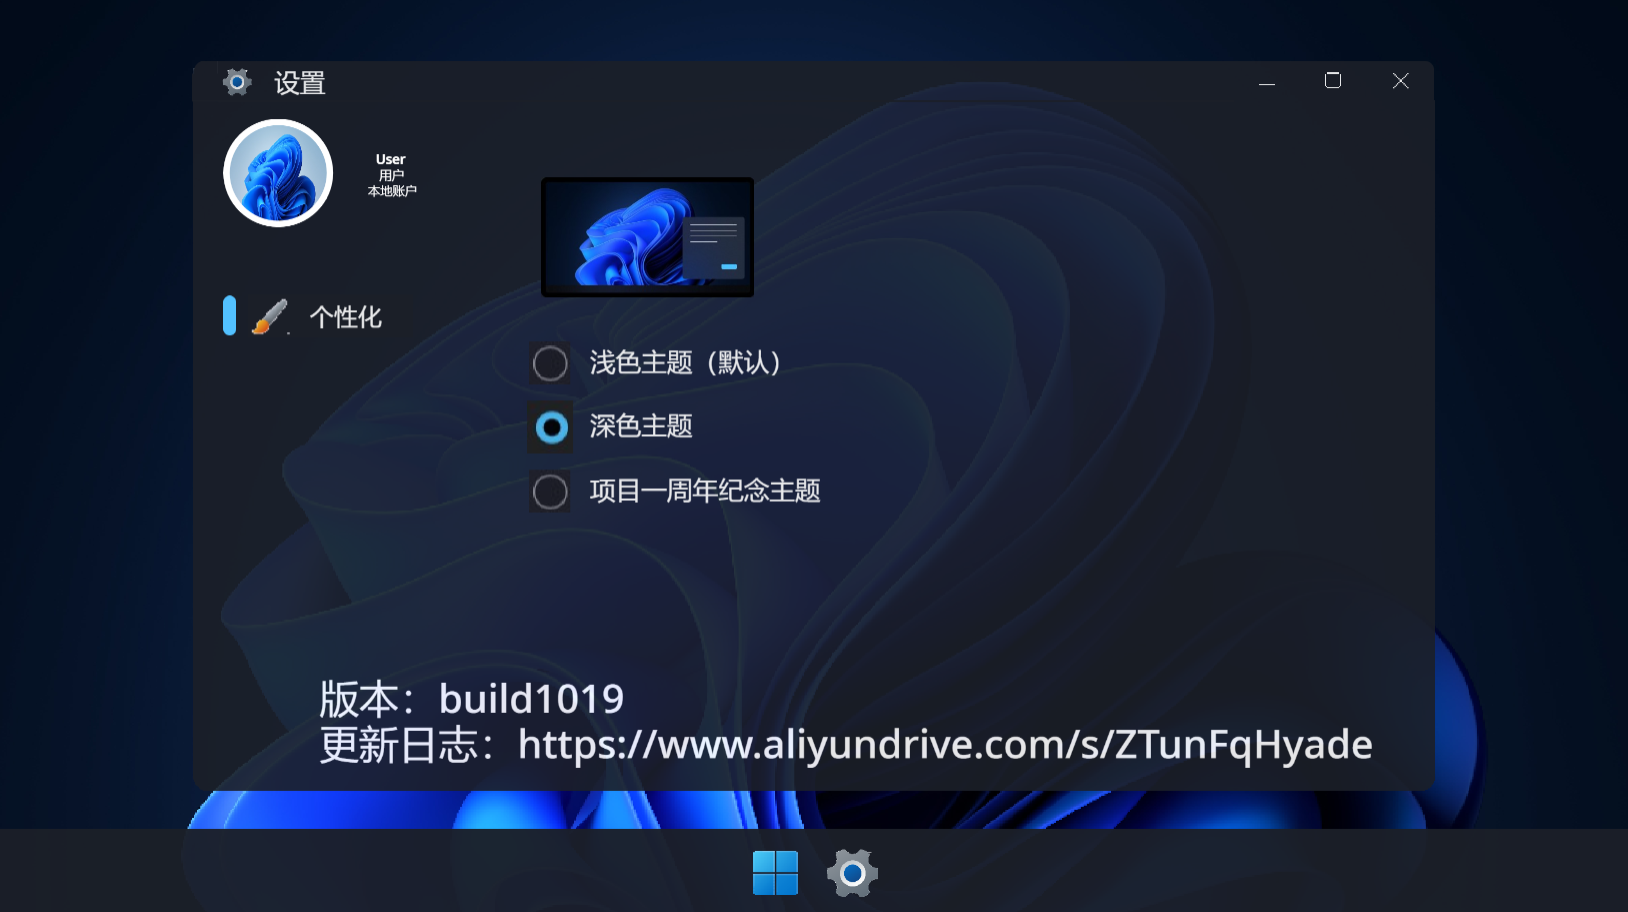 设置
User
用户
本地账户
个性化
浅色主题（默认）
深色主题
项目一周年纪念主题
版本：build1019
更新日志：https://www.aliyundrive.com/s/ZTunFqHyade